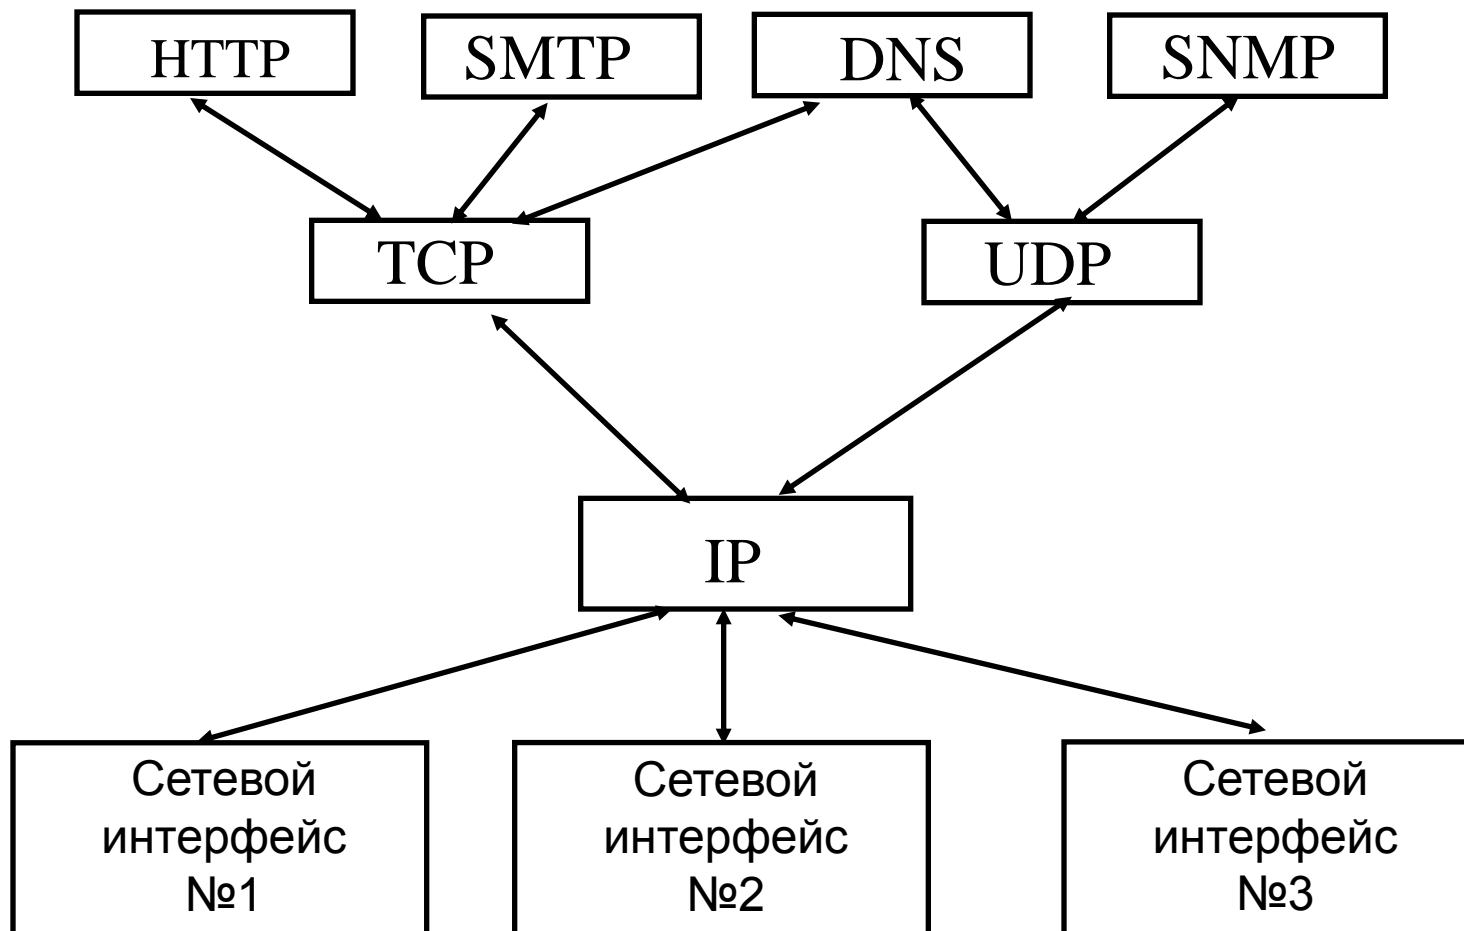 HTTP
SMTP
DNS
SNMP
TCP
UDP
IP
Сетевой
интерфейс
№1
Сетевой
интерфейс
№2
Сетевой
интерфейс
№3